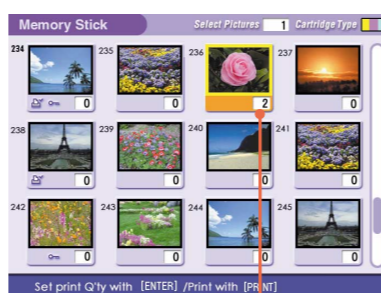 Memory Stick Select Pictures 1 Cartridge Type
234 235 236 237
0 0 2 0
238 239 240 241
0 0 0 0
242 243 244 245
0 0 0 0
Set print Q'ty with [ENTER] /Print with [PRINT]